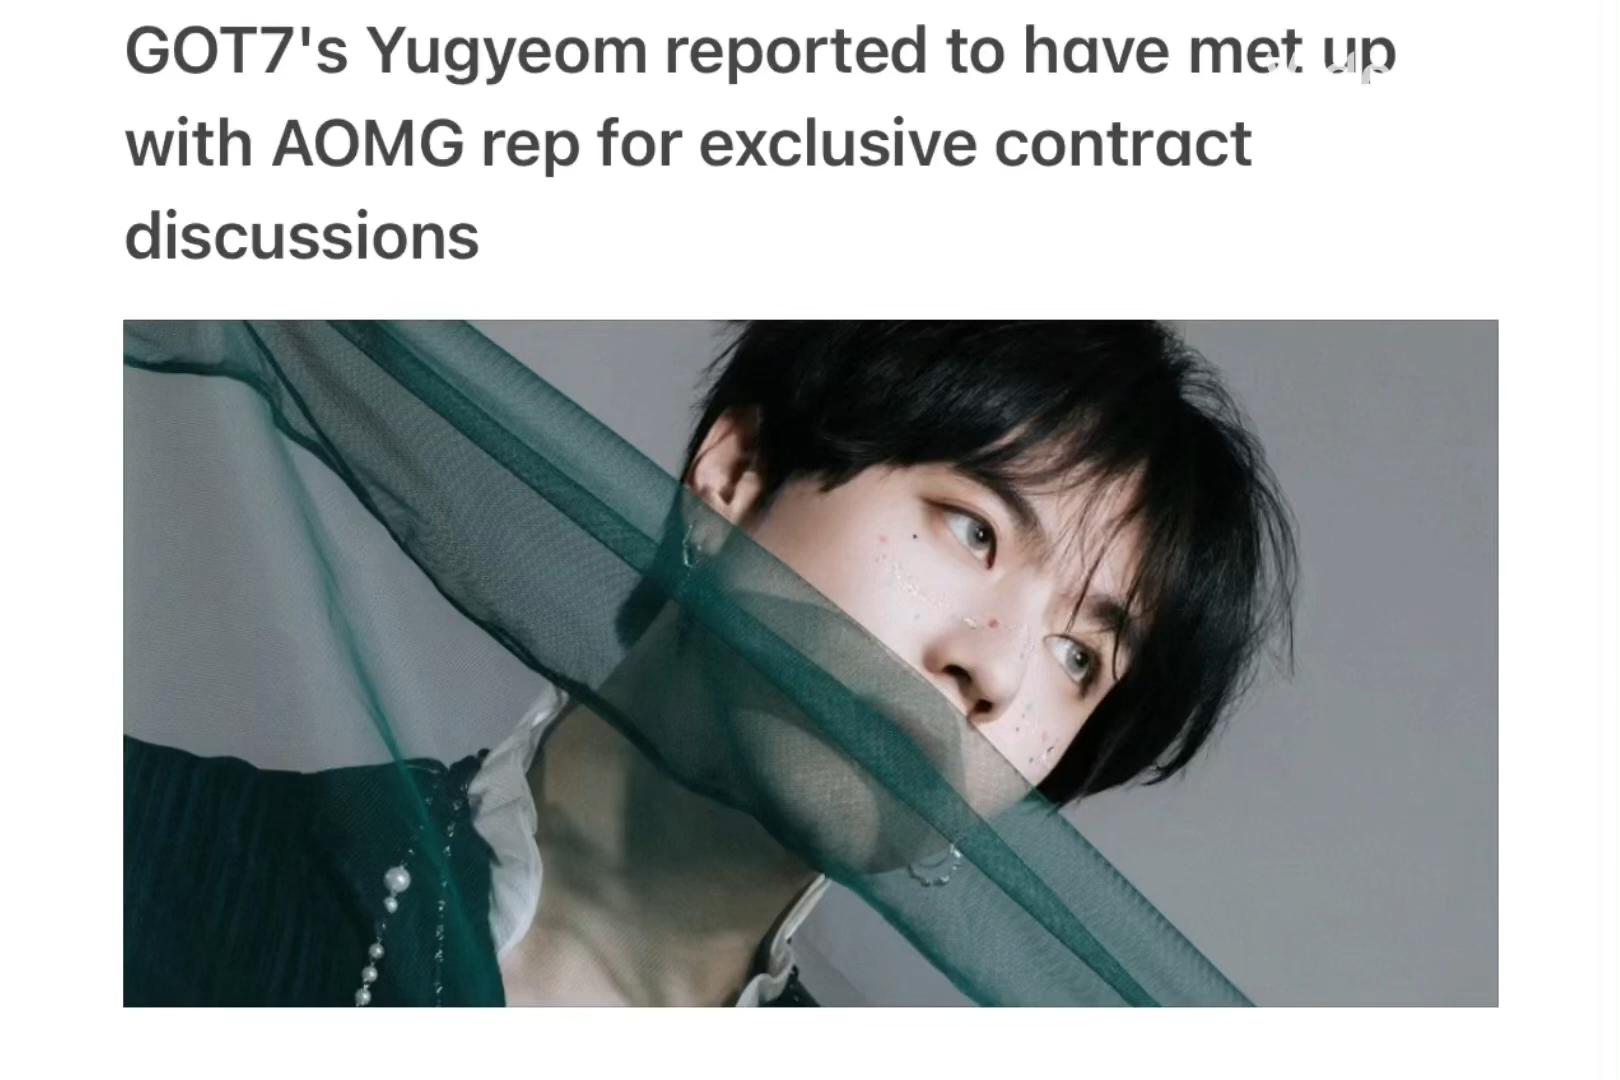 GOT7's Yugyeom reported to have met up
with AOMG rep for exclusive contract
discussions